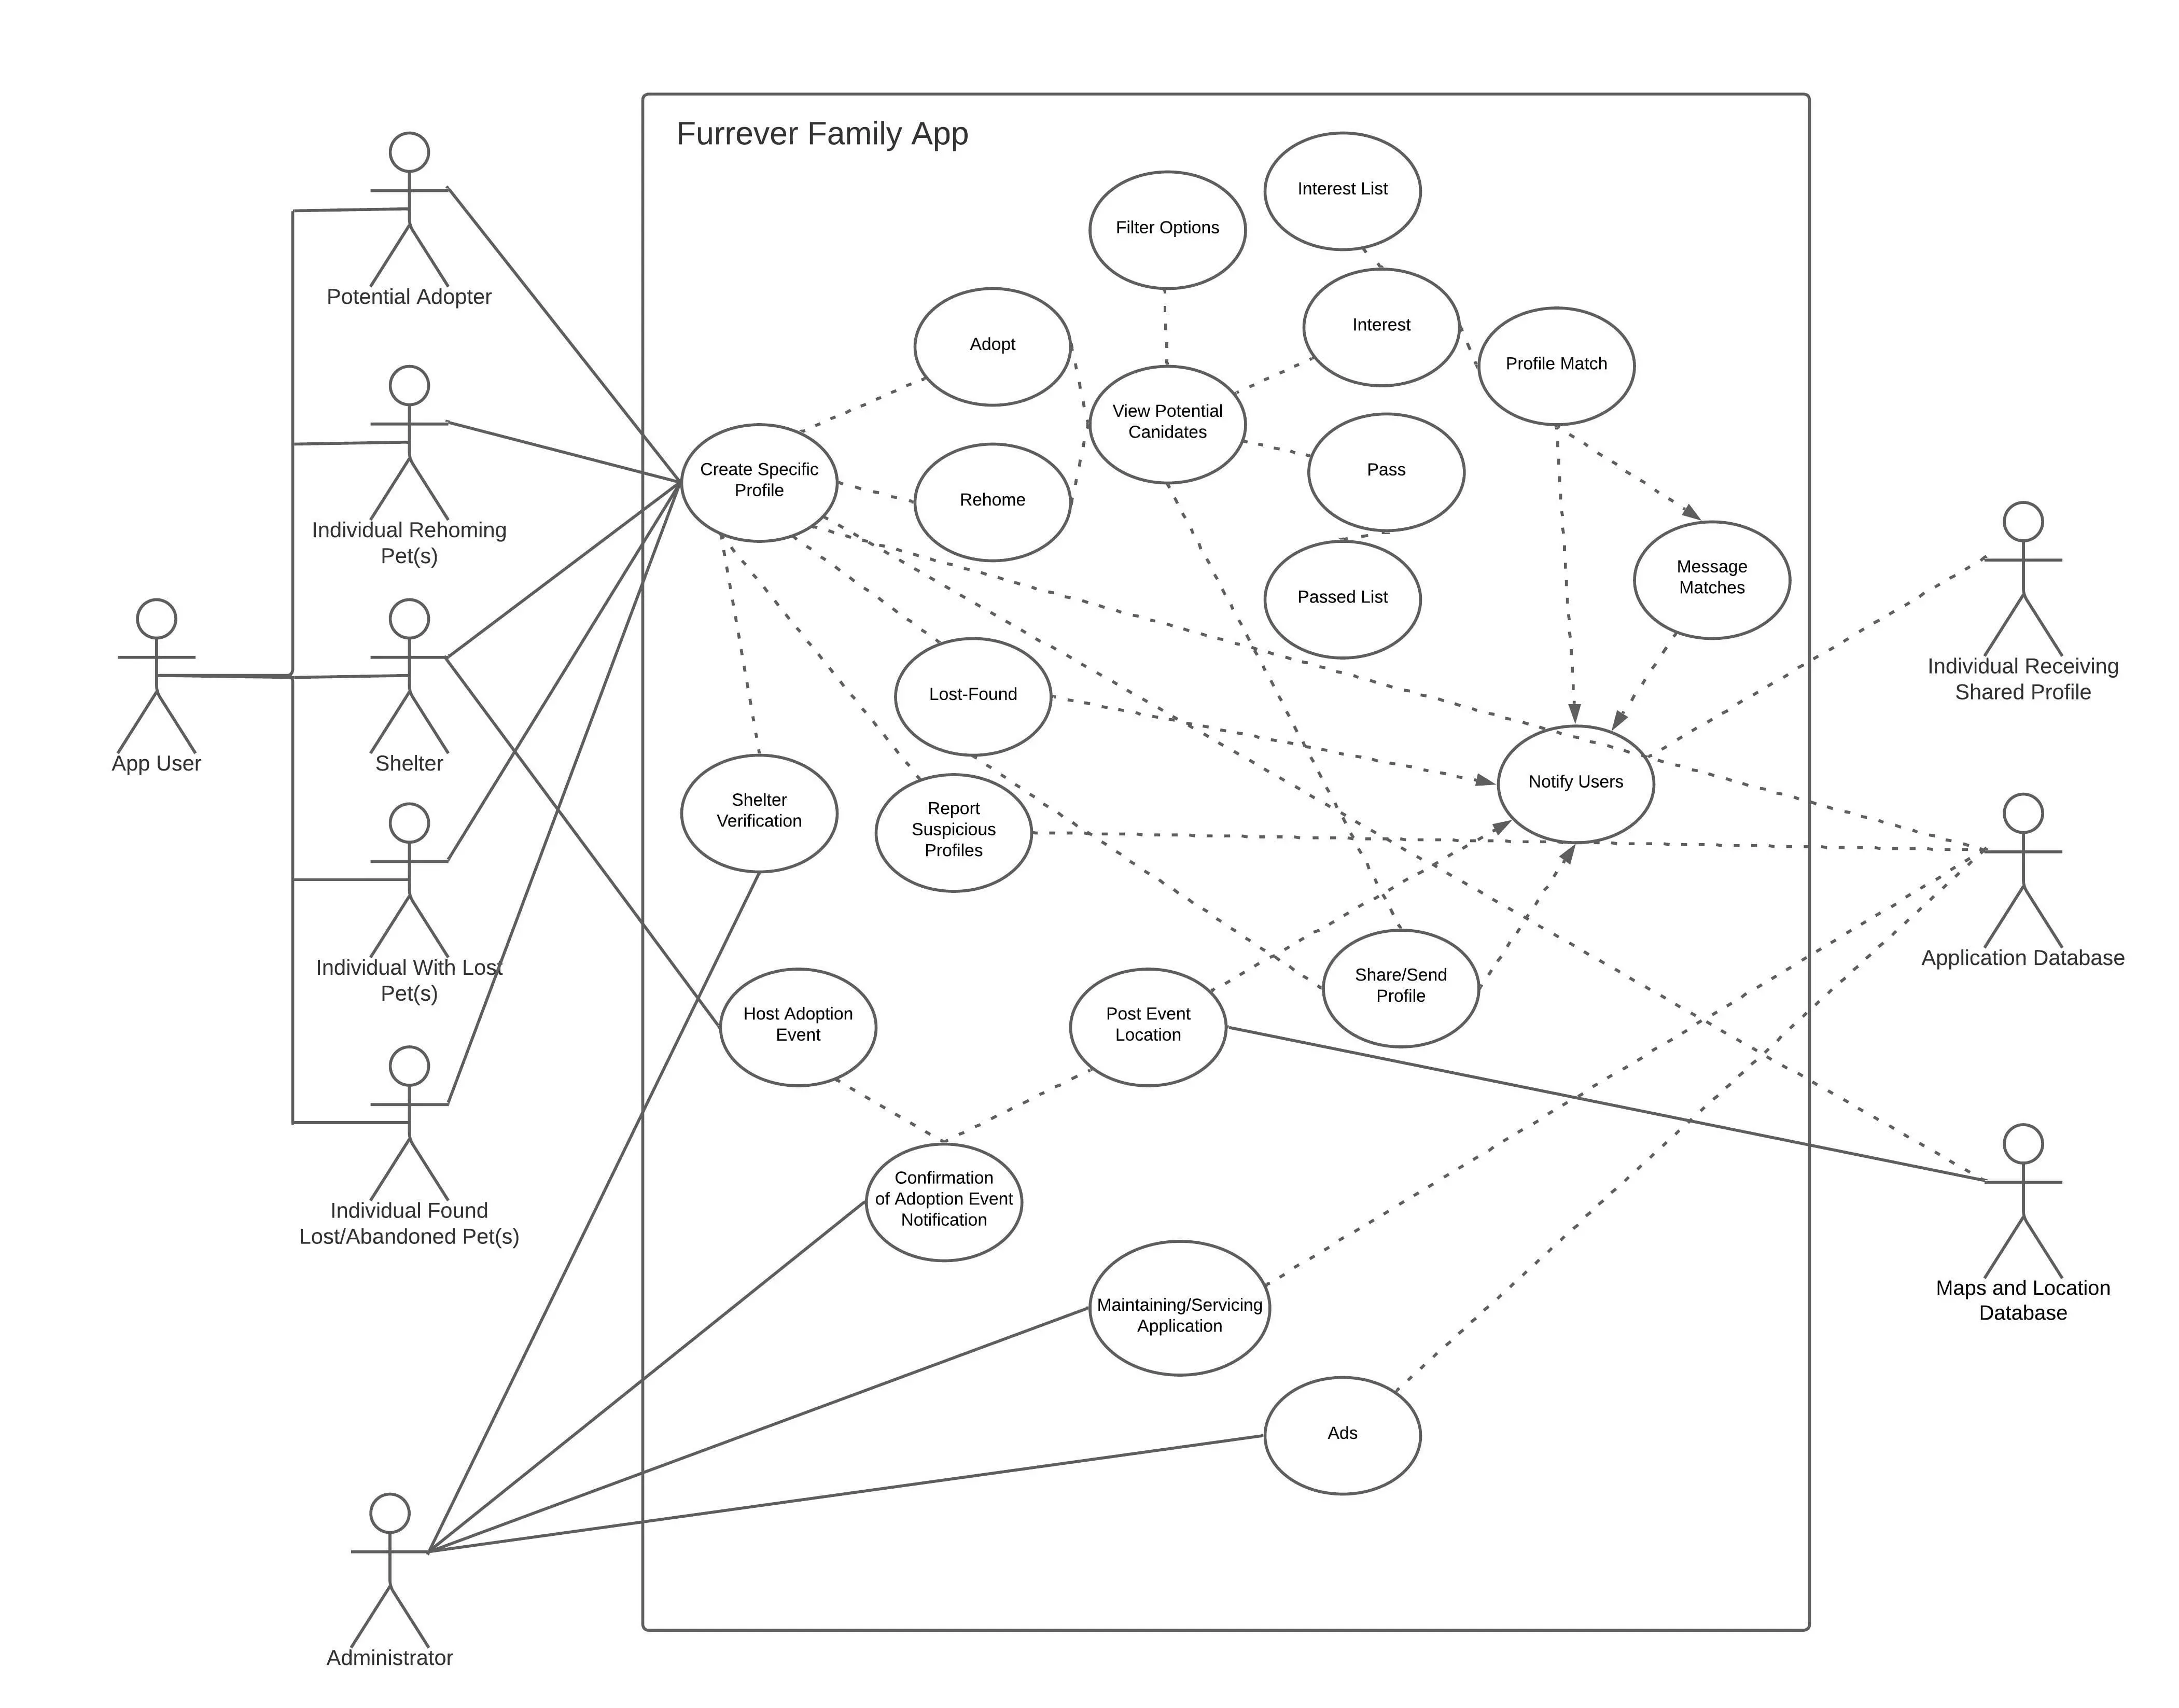 Furrever Family App
Interest List
Filter Options
Potential Adopter
Interest
Adopt
Profile Match
View Potential
Canidates
Create Specific
Profile
Pass
Rehome
Individual Rehoming
Pet(s)
Message
Matches
Passed List
Individual Receiving
Shared Profile
Lost-Found
App User
Shelter
Notify Users
Shelter
Verification
Report
Suspicious
Profiles
Application Database
Individual With Lost
Pet(s)
Share/Send
Profile
Host Adoption
Event
Post Event
Location
Confirmation
of Adoption Event
Notification
Individual Found
Lost/Abandoned Pet(s)
Maps and Location
Database
Maintaining/Servicing
Application
Ads
Administrator